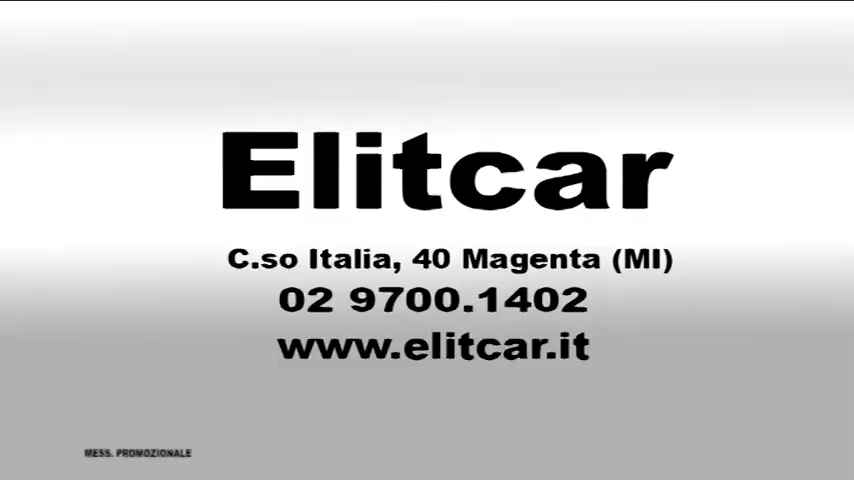 Elitcar
C.so Italia, 40 Magenta (MI)
02 9700.1402
www.elitcar.it
MESS. PROMOZIONALE